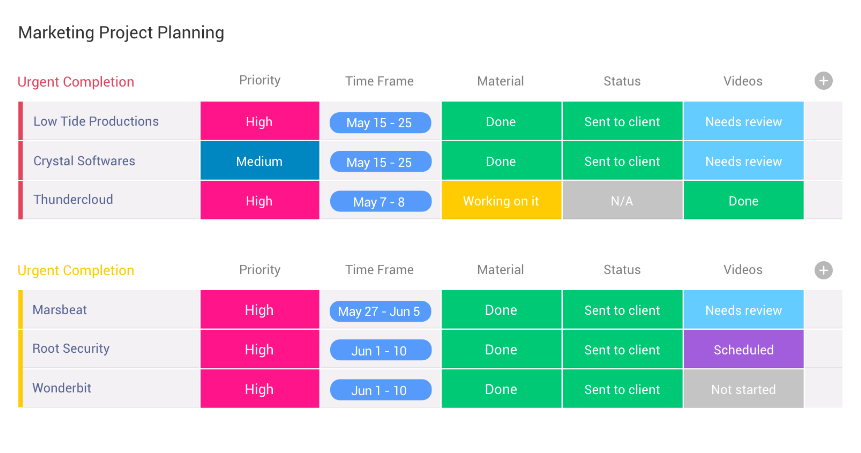 Marketing Project Planning
Urgent Completion Priority Time Frame Material Status Videos
Low Tide Productions High May 15 - 25 Done Sent to client Needs review
Crystal Softwares Medium May 15 - 25 Done Sent to client Needs review
Thundercloud High May 7 - 8 Working on it N/A Done
Urgent Completion Priority Time Frame Material Status Videos
Marsbeat High May 27 - Jun 5 Done Sent to client Needs review
Root Security High Jun 1 - 10 Done Sent to client Scheduled
Wonderbit High Jun 1 - 10 Done Sent to client Not started